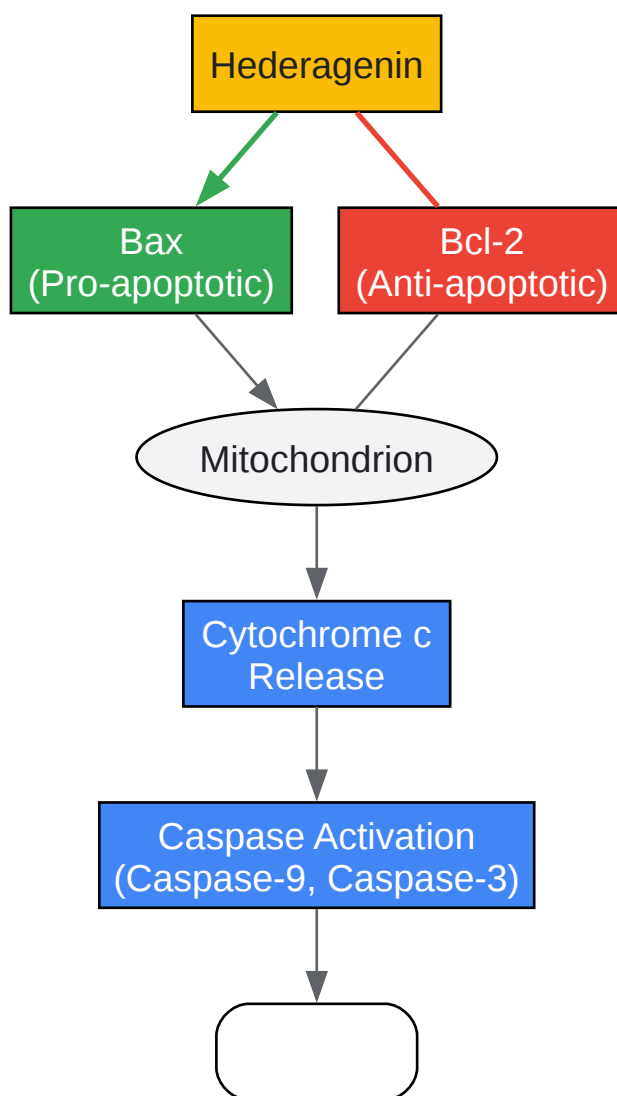 Hederagenin
Bax
(Pro-apoptotic)
Bcl-2
(Anti-apoptotic)
Mitochondrion
Cytochrome c
Release
Caspase Activation
(Caspase-9, Caspase-3)